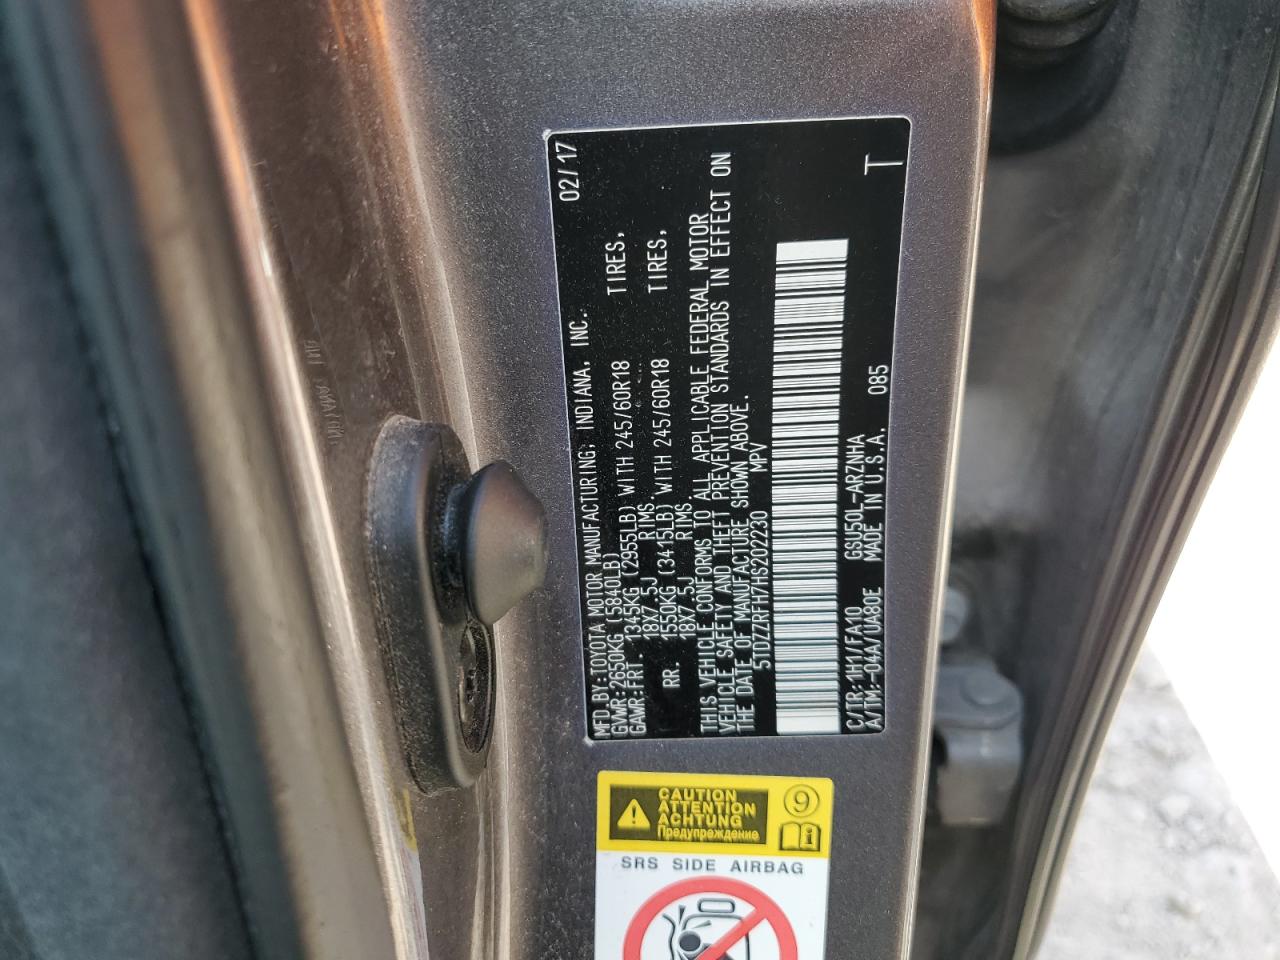 MFD.BY:TOYOTA MOTOR MANUFACTURING, INDIANA, INC. 02/17
GVWR:2650KG (5840LB)
GAWR:FRT. 1345KG (2955LB) WITH 245/60R18 TIRES,
18X7.5J RIMS.
RR. 1550KG (3415LB) WITH 245/60R18 TIRES,
18X7.5J RIMS
THIS VEHICLE CONFORMS TO ALL APPLICABLE FEDERAL MOTOR
VEHICLE SAFETY AND THEFT PREVENTION STANDARDS IN EFFECT ON
THE DATE OF MANUFACTURE SHOWN ABOVE.
5TDZZRFH7HS202230 MPV
C/TR:1H1/FA10 GSU50L-ARZNHA
A/TM:-04A/UA80E MADE IN U.S.A. 085 T
CAUTION
ATTENTION
ACHTUNG
Предупреждение
9
SRS SIDE AIRBAG